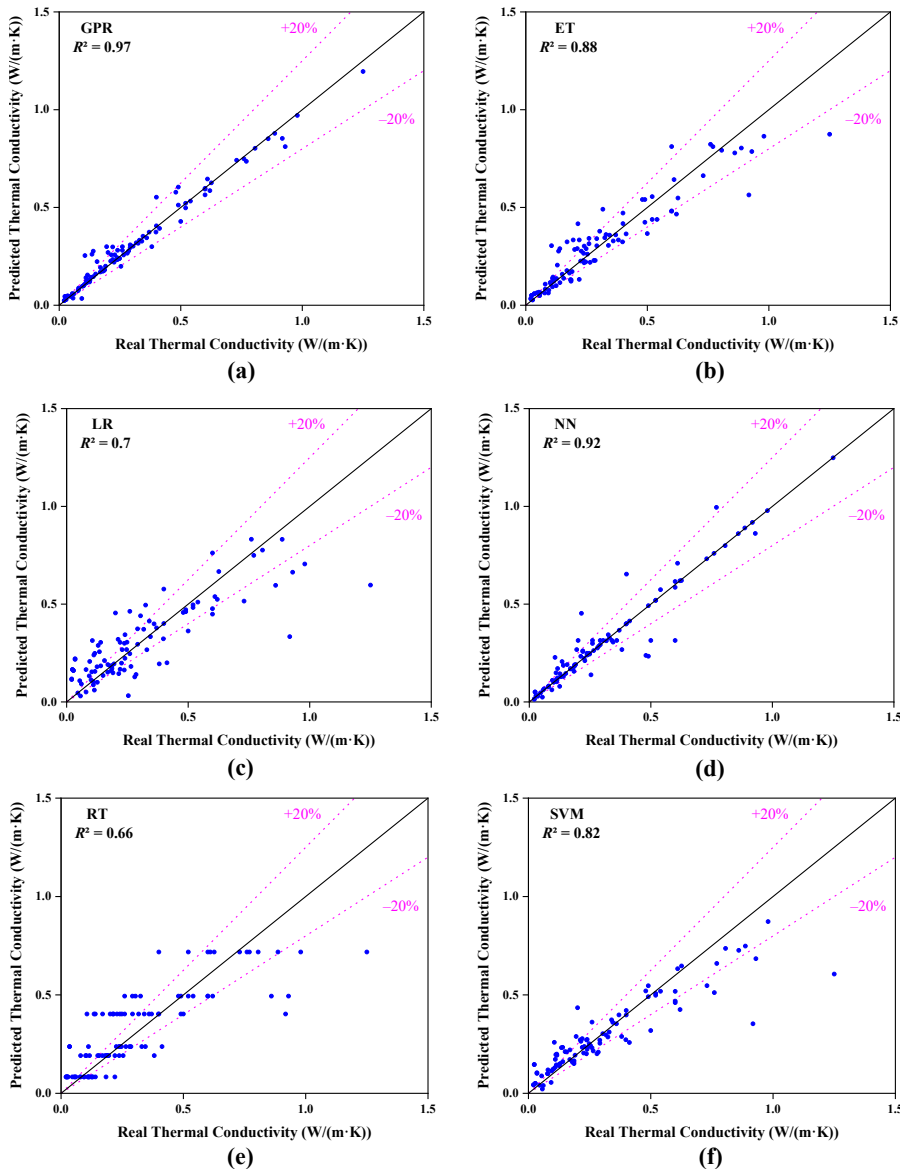 GPR
R² = 0.97
+20%
−20%
1.5
1.0
0.5
0.0
0.0 0.5 1.0 1.5
Predicted Thermal Conductivity (W/(m·K))
Real Thermal Conductivity (W/(m·K))
(a)
ET
R² = 0.88
+20%
−20%
1.5
1.0
0.5
0.0
0.0 0.5 1.0 1.5
Predicted Thermal Conductivity (W/(m·K))
Real Thermal Conductivity (W/(m·K))
(b)
LR
R² = 0.7
+20%
−20%
1.5
1.0
0.5
0.0
0.0 0.5 1.0 1.5
Predicted Thermal Conductivity (W/(m·K))
Real Thermal Conductivity (W/(m·K))
(c)
NN
R² = 0.92
+20%
−20%
1.5
1.0
0.5
0.0
0.0 0.5 1.0 1.5
Predicted Thermal Conductivity (W/(m·K))
Real Thermal Conductivity (W/(m·K))
(d)
RT
R² = 0.66
+20%
−20%
1.5
1.0
0.5
0.0
0.0 0.5 1.0 1.5
Predicted Thermal Conductivity (W/(m·K))
Real Thermal Conductivity (W/(m·K))
(e)
SVM
R² = 0.82
+20%
−20%
1.5
1.0
0.5
0.0
0.0 0.5 1.0 1.5
Predicted Thermal Conductivity (W/(m·K))
Real Thermal Conductivity (W/(m·K))
(f)